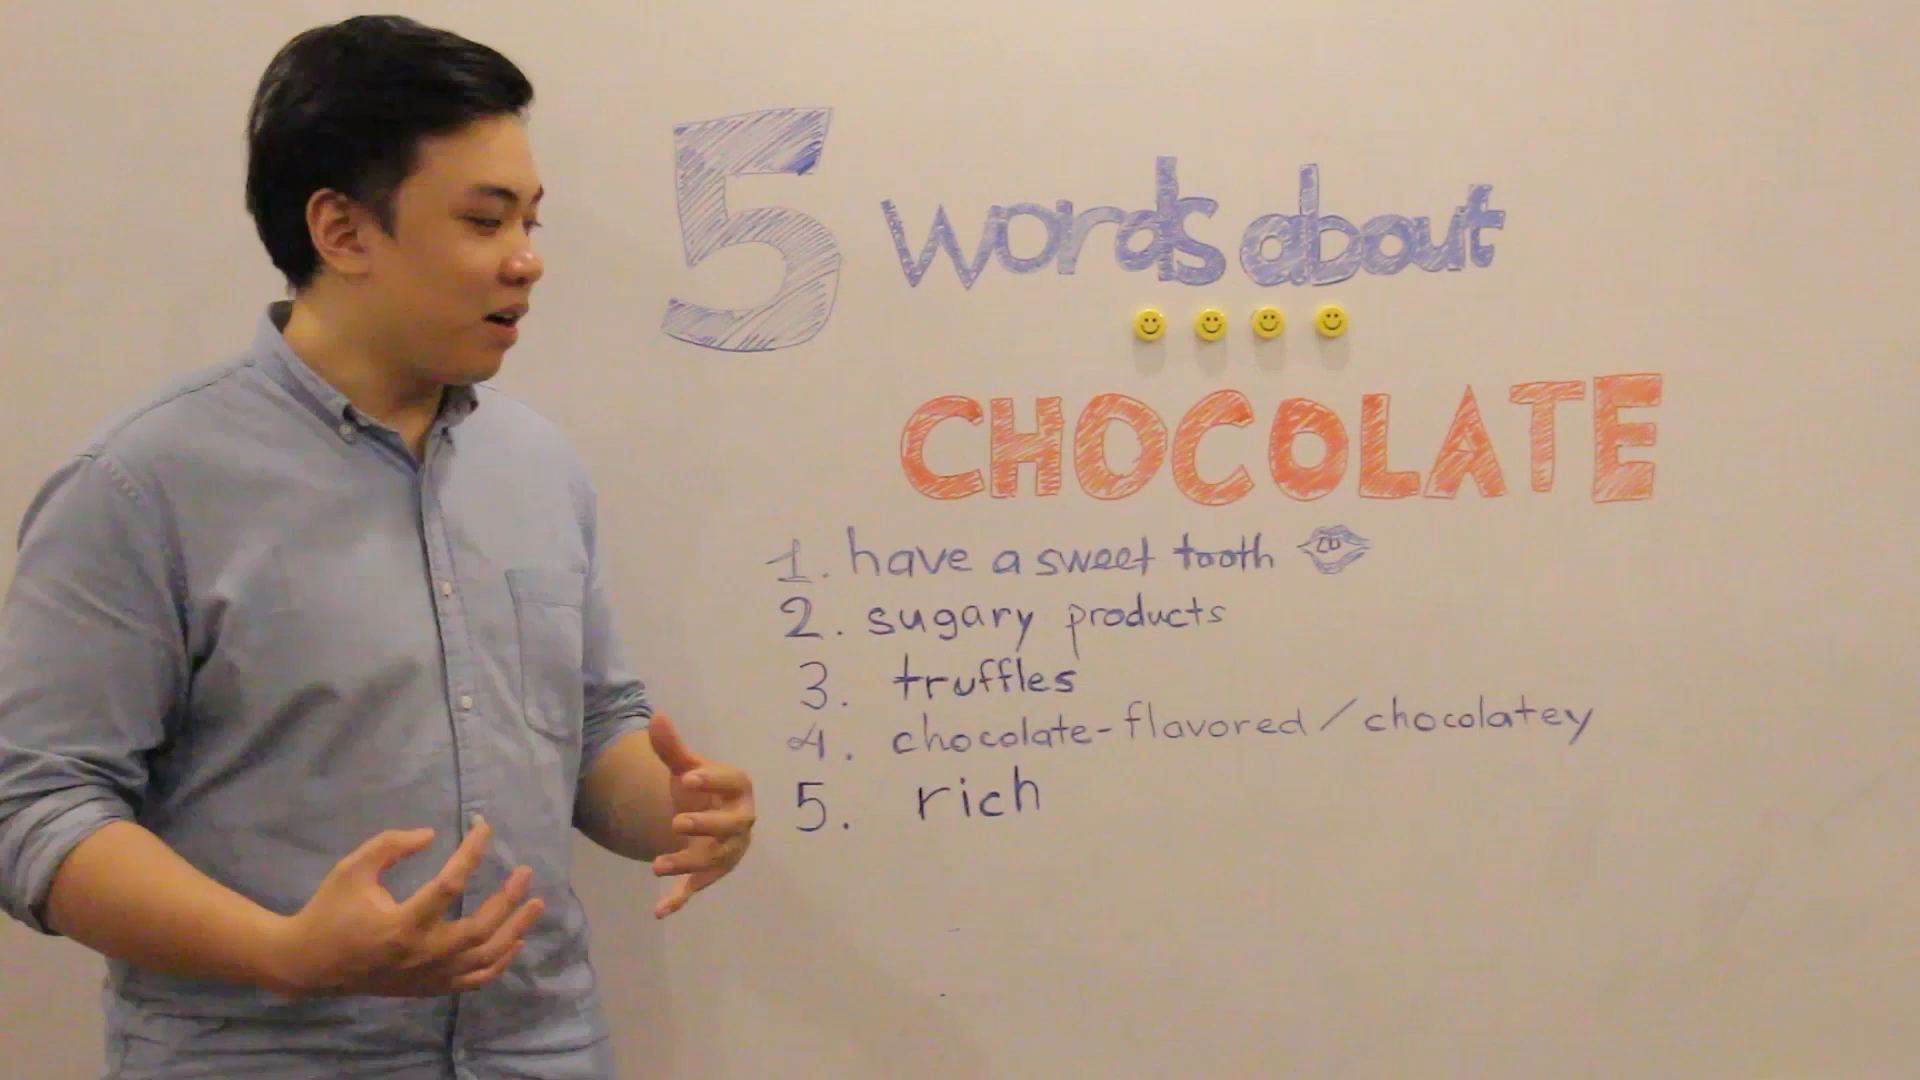 5 words about
CHOCOLATE
1. have a sweet tooth
2. sugary products
3. truffles
4. chocolate-flavored / chocolatey
5. rich